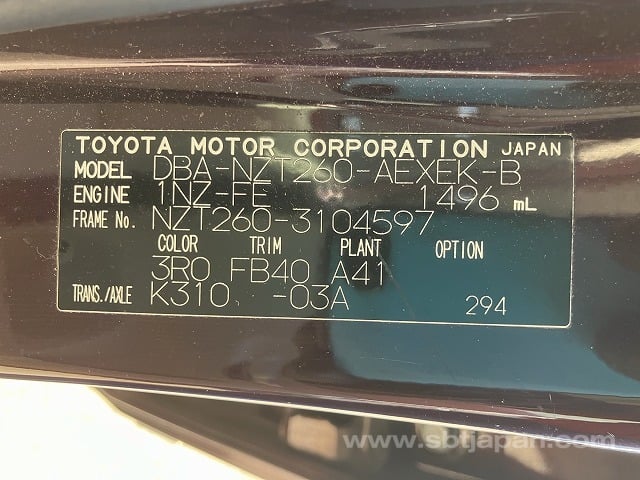 TOYOTA MOTOR CORPORATION JAPAN
MODEL DBA-NZT260-AEXEK-B
ENGINE 1NZ-FE 1496 mL
FRAME No. NZT260-3104597
COLOR TRIM PLANT OPTION
3R0 FB40 A41
TRANS./AXLE K310 -03A 294
www.sbtjapan.com